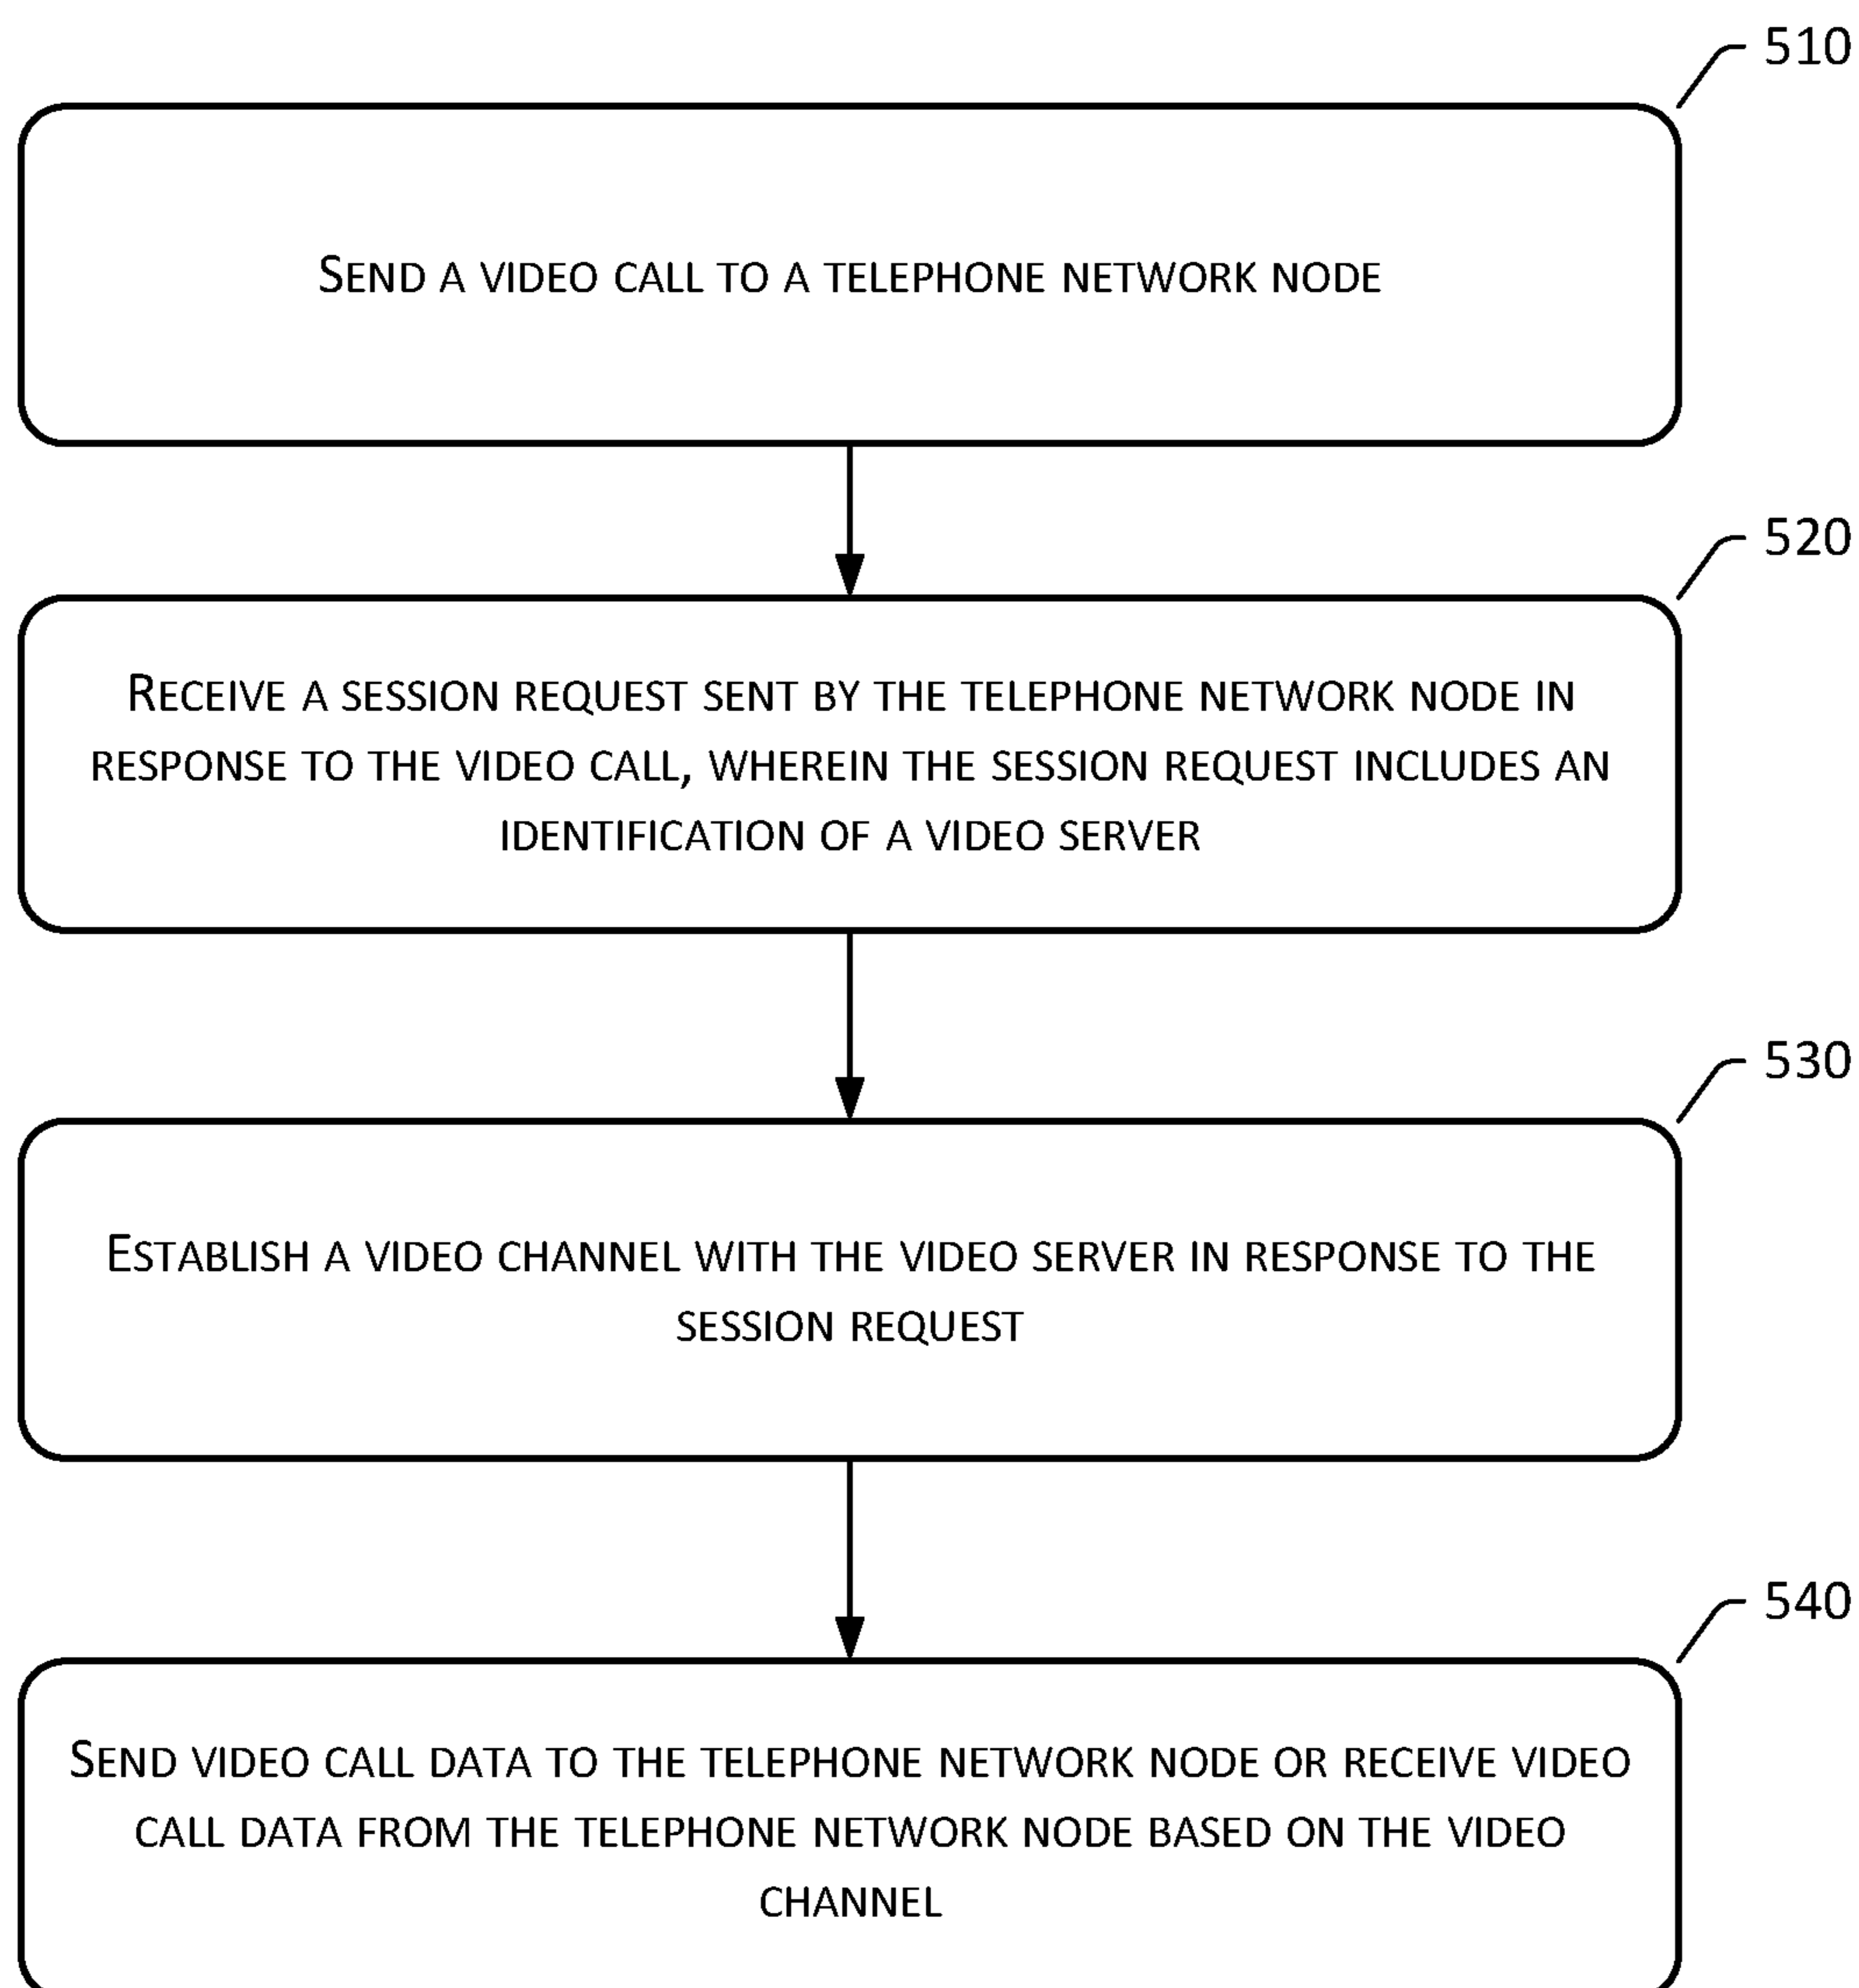 510
SEND A VIDEO CALL TO A TELEPHONE NETWORK NODE
520
RECEIVE A SESSION REQUEST SENT BY THE TELEPHONE NETWORK NODE IN
RESPONSE TO THE VIDEO CALL, WHEREIN THE SESSION REQUEST INCLUDES AN
IDENTIFICATION OF A VIDEO SERVER
530
ESTABLISH A VIDEO CHANNEL WITH THE VIDEO SERVER IN RESPONSE TO THE
SESSION REQUEST
540
SEND VIDEO CALL DATA TO THE TELEPHONE NETWORK NODE OR RECEIVE VIDEO
CALL DATA FROM THE TELEPHONE NETWORK NODE BASED ON THE VIDEO
CHANNEL